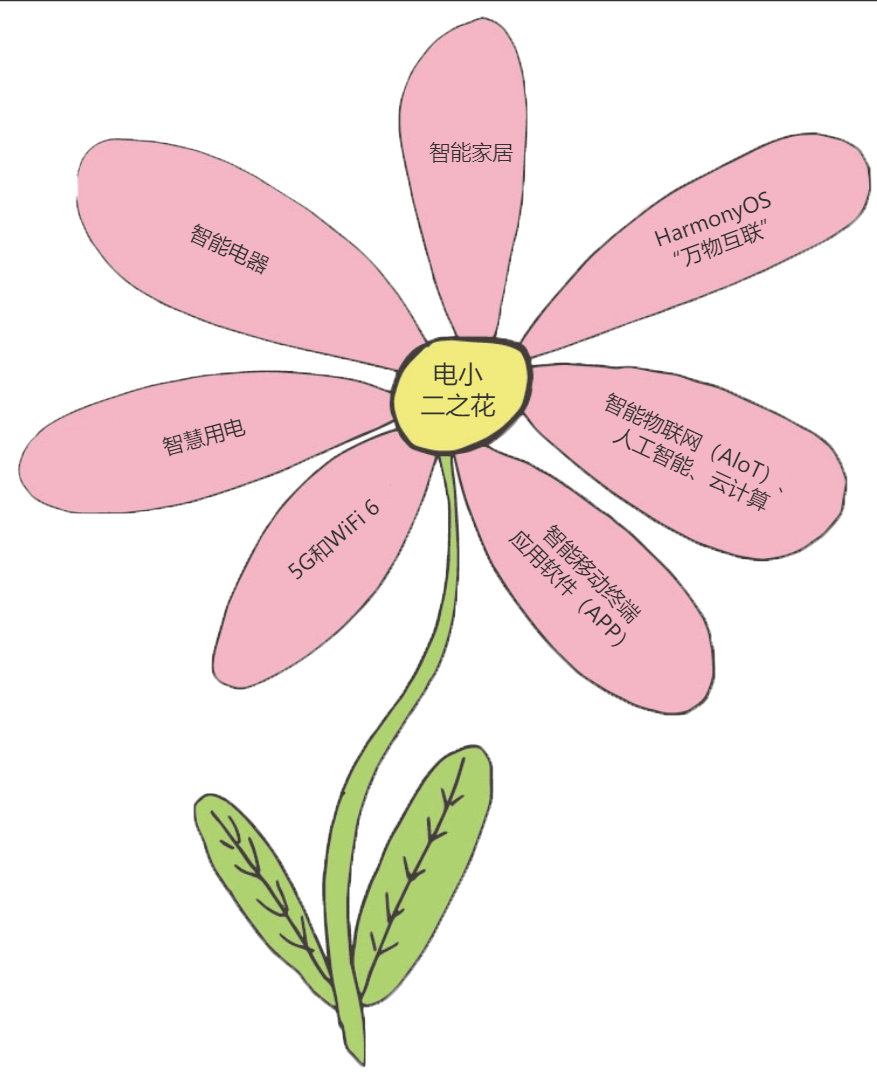 智能家居
HarmonyOS
“万物互联”
智能电器
电小
二之花
智能物联网（AIoT）、
人工智能、云计算
智慧用电
5G和WiFi 6
智能移动终端
应用软件（APP）